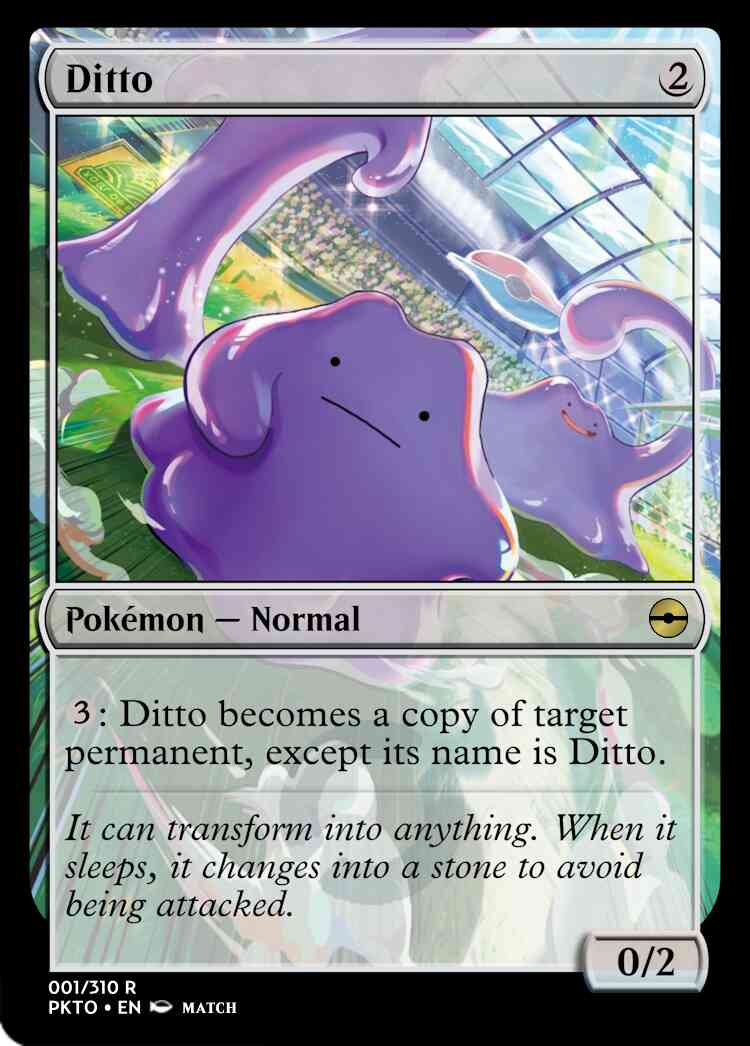 Ditto 2
Pokémon — Normal
3: Ditto becomes a copy of target
permanent, except its name is Ditto.
It can transform into anything. When it
sleeps, it changes into a stone to avoid
being attacked.
0/2
001/310 R
PKTO • EN MATCH